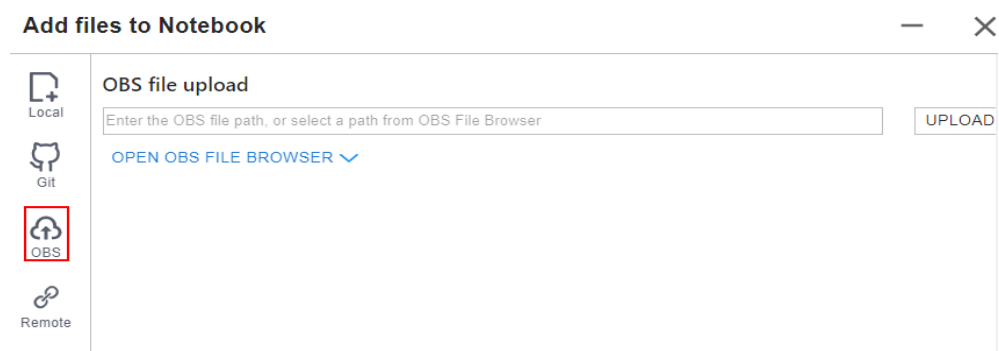 Add files to Notebook
Local
Git
OBS
Remote
OBS file upload
Enter the OBS file path, or select a path from OBS File Browser
UPLOAD
OPEN OBS FILE BROWSER